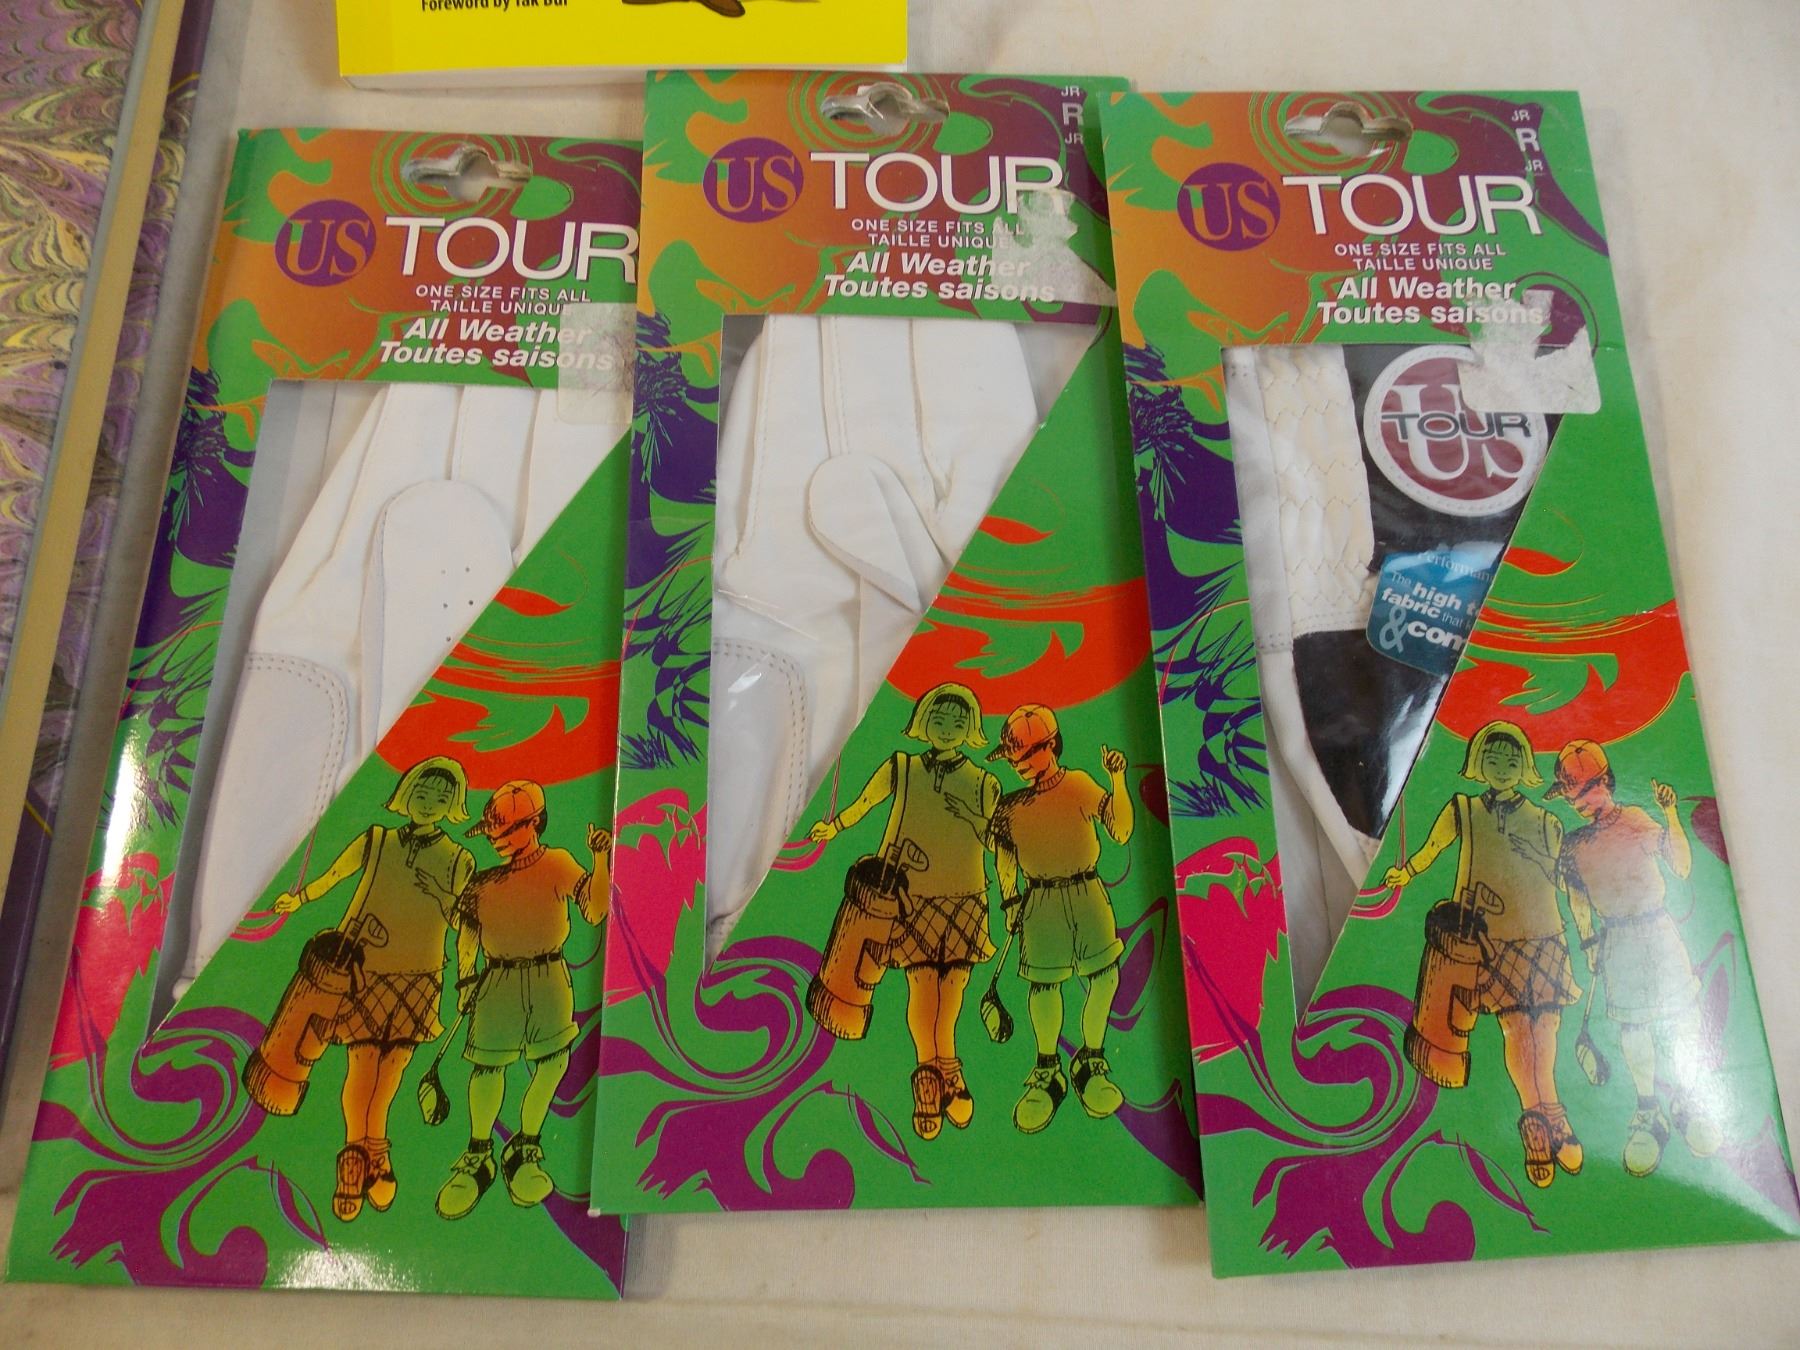 Foreword by Tak
US TOUR
ONE SIZE FITS ALL
TAILLE UNIQUE
All Weather
Toutes saisons
JR
R
JR
US TOUR
ONE SIZE FITS ALL
TAILLE UNIQUE
All Weather
Toutes saisons
JR
R
JR
US TOUR
ONE SIZE FITS ALL
TAILLE UNIQUE
All Weather
Toutes saisons
US
TOUR
The high
fabric that
&